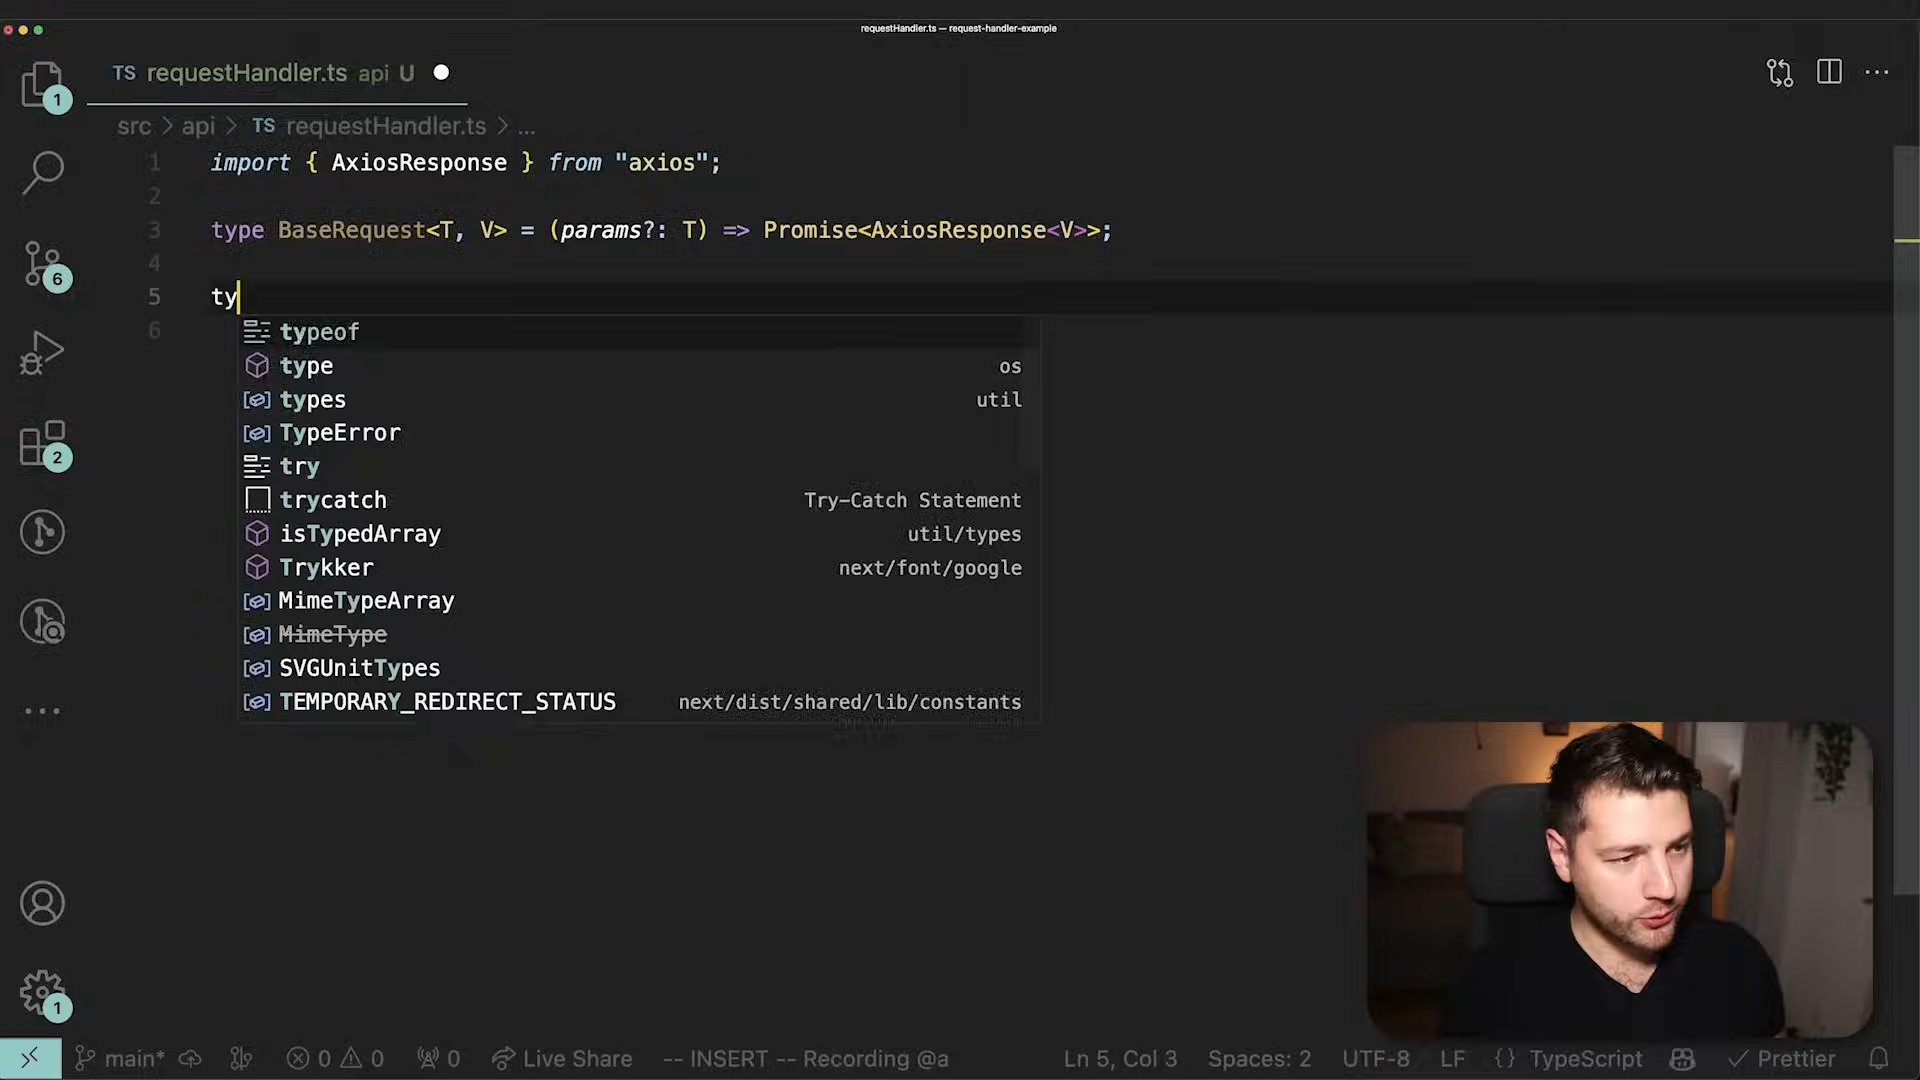 requestHandler.ts — request-handler-example
TS requestHandler.ts api U
src > api > TS requestHandler.ts > ...
1 import { AxiosResponse } from "axios";
2
3 type BaseRequest<T, V> = (params?: T) => Promise<AxiosResponse<V>>;
4
5 ty
6
typeof
type os
types util
TypeError
try
trycatch Try-Catch Statement
isTypedArray util/types
Trykker next/font/google
MimeTypeArray
MimeType
SVGUnitTypes
TEMPORARY_REDIRECT_STATUS next/dist/shared/lib/constants
1
6
2
1
main* 0 0 0 Live Share -- INSERT -- Recording @a Ln 5, Col 3 Spaces: 2 UTF-8 LF {} TypeScript Prettier